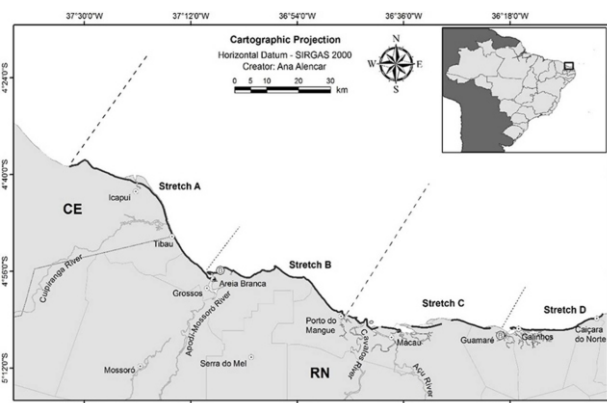 37°30'0"W 37°12'0"W 36°54'0"W 36°36'0"W 36°18'0"W
Cartographic Projection
Horizontal Datum - SIRGAS 2000
Creator: Ana Alencar
0 5 10 20 30
km
N
W E
S
4°24'0"S
4°40'0"S
4°56'0"S
5°12'0"S
Stretch A
Icapuí
CE
Tibau
Cuipiranga River
Stretch B
Areia Branca
Grossos
Apodi-Mossoró River
Stretch C
Stretch D
Porto do
Mangue
Macau
Guamaré
Galinhos
Caiçara
do Norte
Cavalos River
Açu River
Serra do Mel
Mossoró
RN